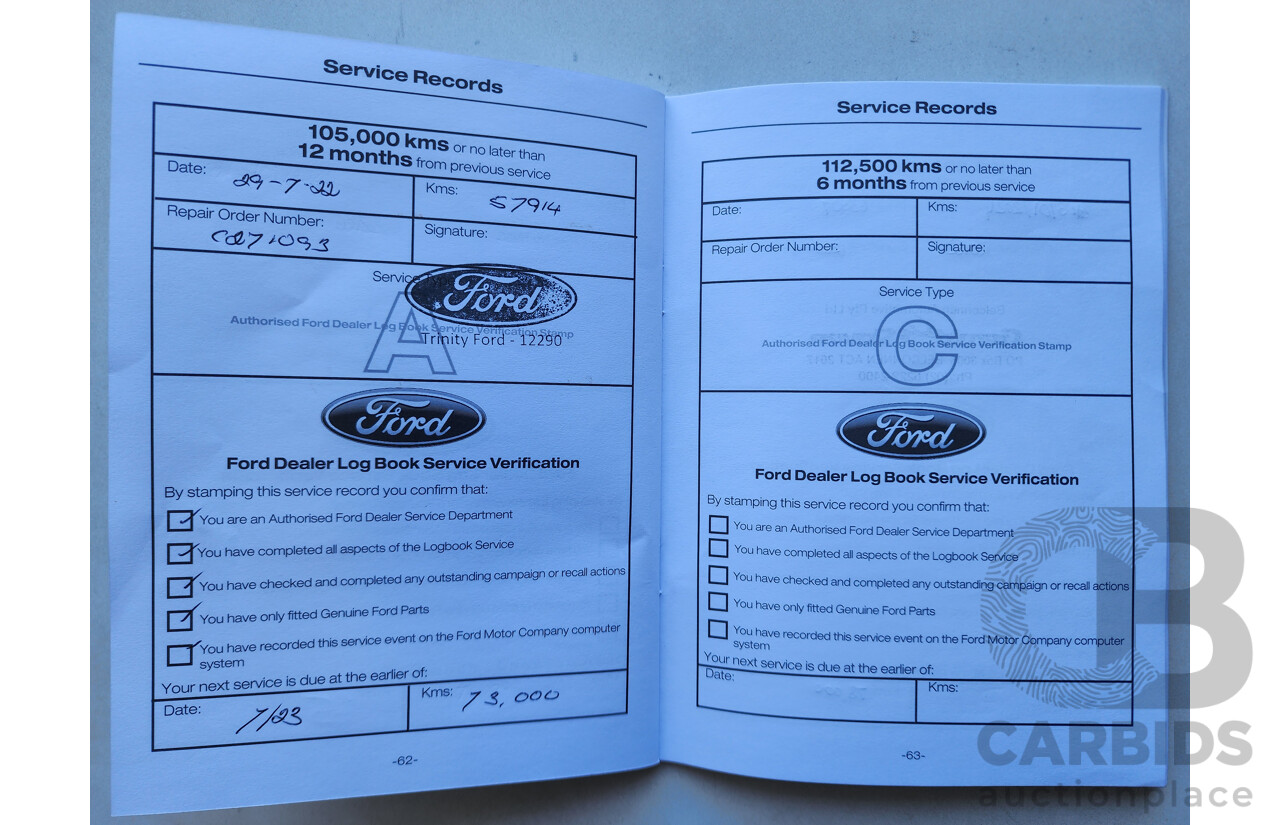 Service Records
105,000 kms or no later than
12 months from previous service
Date: 29-7-22
Kms: 57914
Repair Order Number:
Signature:
Service
A
Ford
Authorised Ford Dealer Log Book Service Verification Stamp
Trinity Ford - 12290
Ford
Ford Dealer Log Book Service Verification
By stamping this service record you confirm that:
You are an Authorised Ford Dealer Service Department
You have completed all aspects of the Logbook Service
You have checked and completed any outstanding campaign or recall actions
You have only fitted Genuine Ford Parts
You have recorded this service event on the Ford Motor Company computer
system
Your next service is due at the earlier of:
Date: 7/23
Kms: 73,000
-62-
Service Records
112,500 kms or no later than
6 months from previous service
Date:
Kms:
Repair Order Number:
Signature:
Service Type
C
Authorised Ford Dealer Log Book Service Verification Stamp
Ford
Ford Dealer Log Book Service Verification
By stamping this service record you confirm that:
You are an Authorised Ford Dealer Service Department
You have completed all aspects of the Logbook Service
You have checked and completed any outstanding campaign or recall actions
You have only fitted Genuine Ford Parts
You have recorded this service event on the Ford Motor Company computer
system
Your next service is due at the earlier of:
Date:
Kms:
-63-
CB
CARBIDS
auctionplace